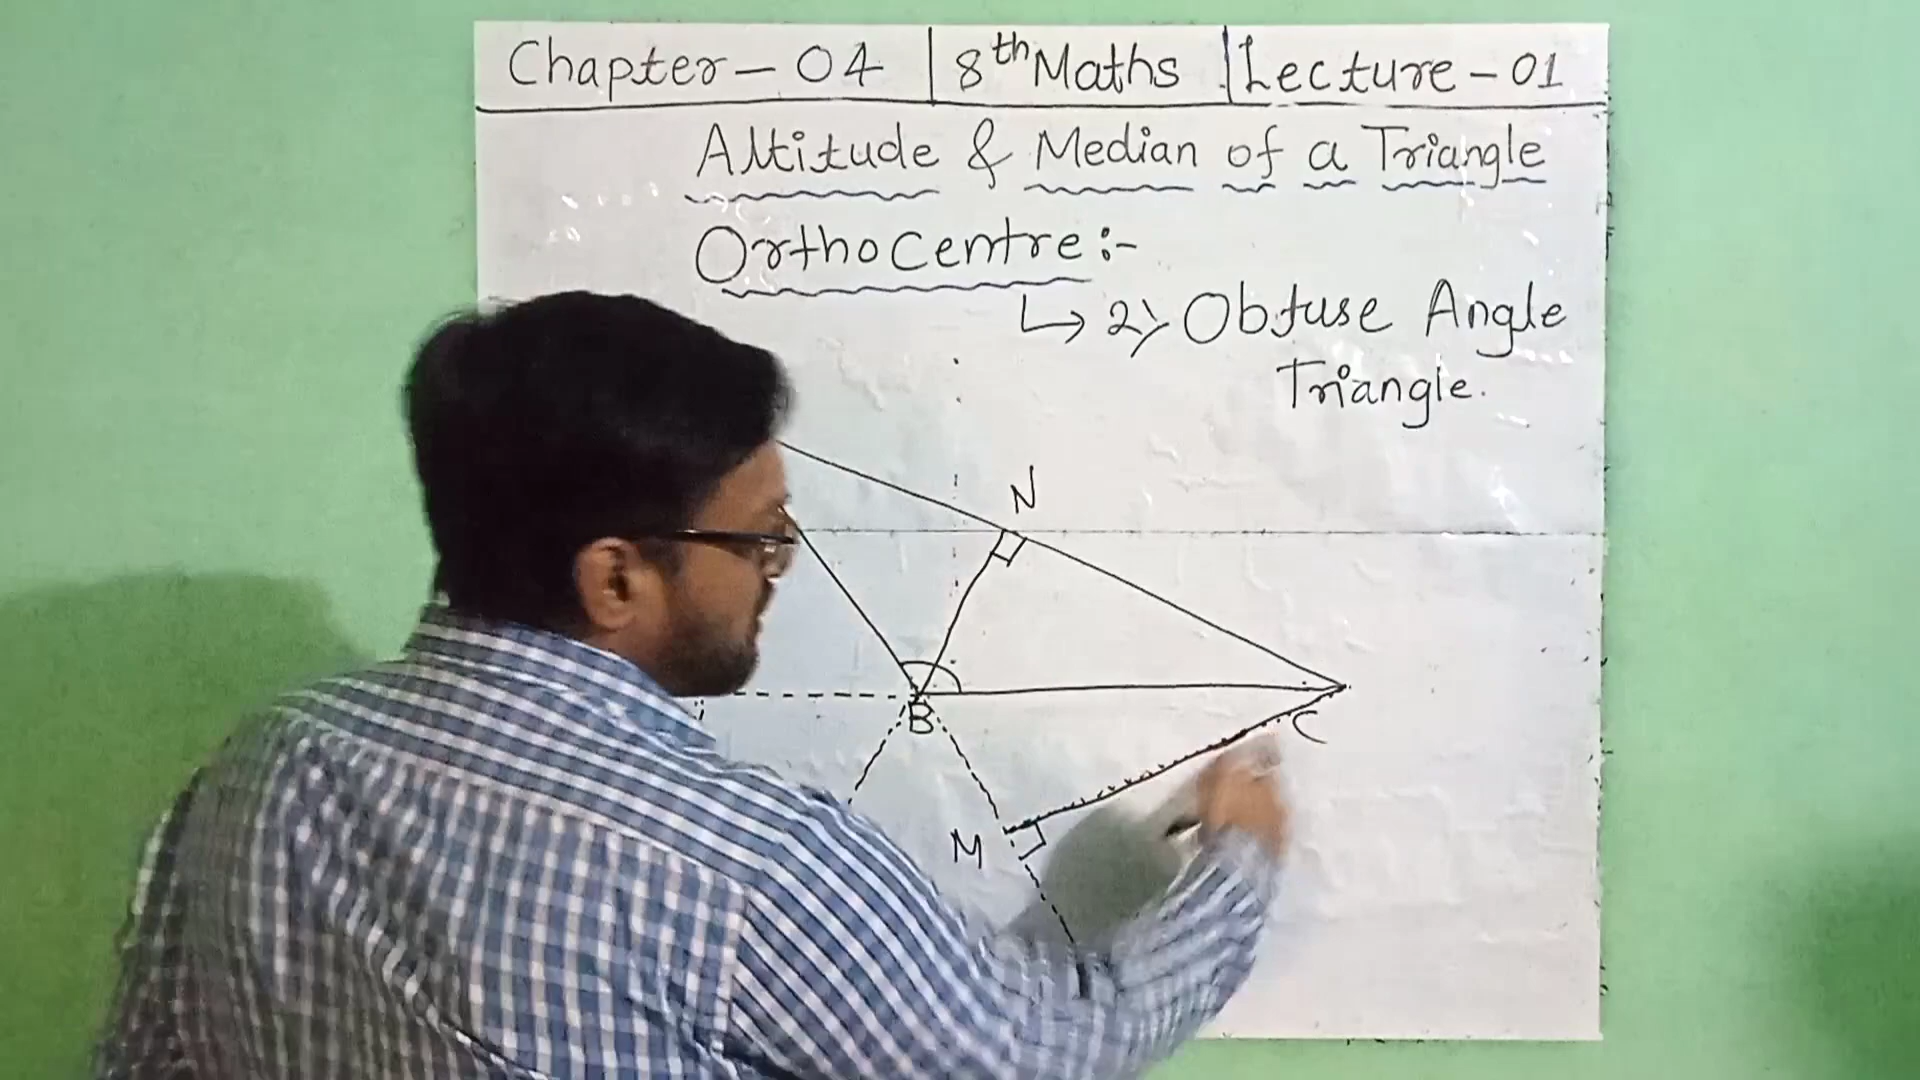 Chapter - 04 | 8th Maths | Lecture - 01
Altitude & Median of a Triangle
Orthocentre :-
↳ 2) Obtuse Angle
Triangle.
N
B
C
M